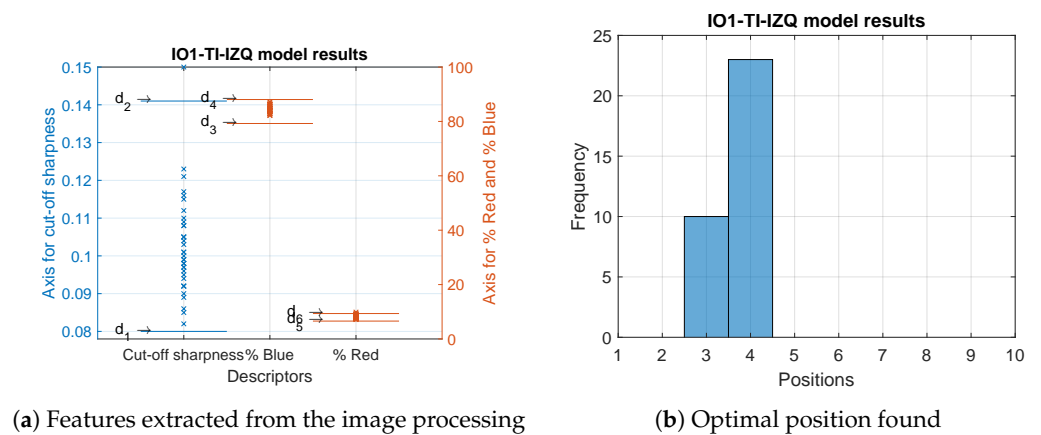 IO1-TI-IZQ model results
0.15
0.14
0.13
0.12
0.11
0.1
0.09
0.08
Axis for cut-off sharpness
d2
d1
d4
d3
d6
5
100
80
60
40
20
0
Axis for % Red and % Blue
Cut-off sharpness % Blue % Red
Descriptors
(a) Features extracted from the image processing
IO1-TI-IZQ model results
25
20
15
10
5
0
Frequency
1 2 3 4 5 6 7 8 9 10
Positions
(b) Optimal position found